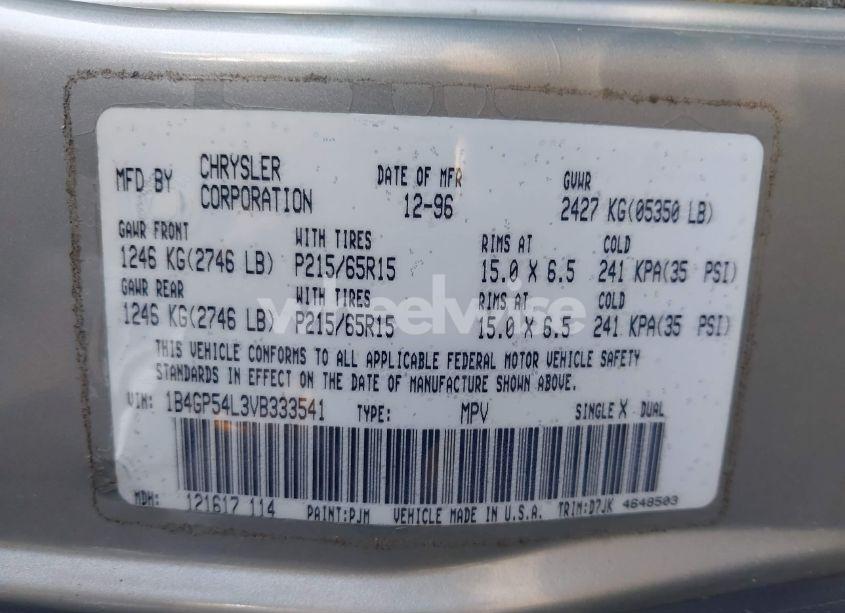 MFD BY CHRYSLER CORPORATION DATE OF MFR 12-96 GVWR 2427 KG(05350 LB)
GAWR FRONT WITH TIRES RIMS AT COLD
1246 KG(2746 LB) P215/65R15 15.0 X 6.5 241 KPA(35 PSI)
GAWR REAR WITH TIRES RIMS AT COLD
1246 KG(2746 LB) P215/65R15 15.0 X 6.5 241 KPA(35 PSI)
THIS VEHICLE CONFORMS TO ALL APPLICABLE FEDERAL MOTOR VEHICLE SAFETY
STANDARDS IN EFFECT ON THE DATE OF MANUFACTURE SHOWN ABOVE.
VIN: 1B4GP54L3VB333541 TYPE: MPV SINGLE X DUAL
MDH: 121617 114 PAINT:PJM VEHICLE MADE IN U.S.A. TRIM:D7JK 4648503
wheelwise